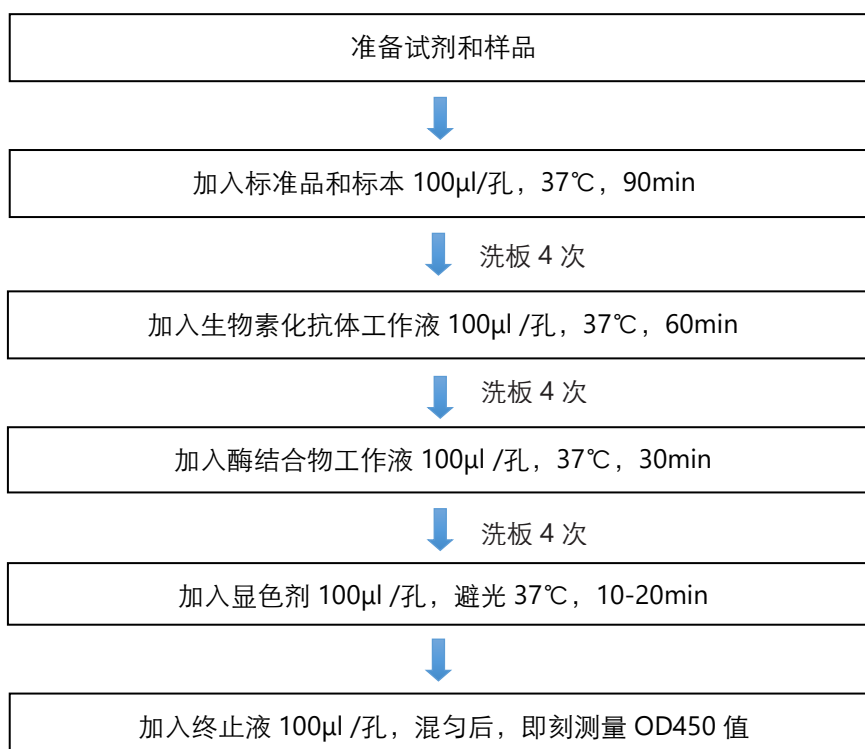 准备试剂和样品
加入标准品和标本 100μl/孔，37℃，90min
洗板 4 次
加入生物素化抗体工作液 100μl /孔，37℃，60min
洗板 4 次
加入酶结合物工作液 100μl /孔，37℃，30min
洗板 4 次
加入显色剂 100μl /孔，避光 37℃，10-20min
加入终止液 100μl /孔，混匀后，即刻测量 OD450 值